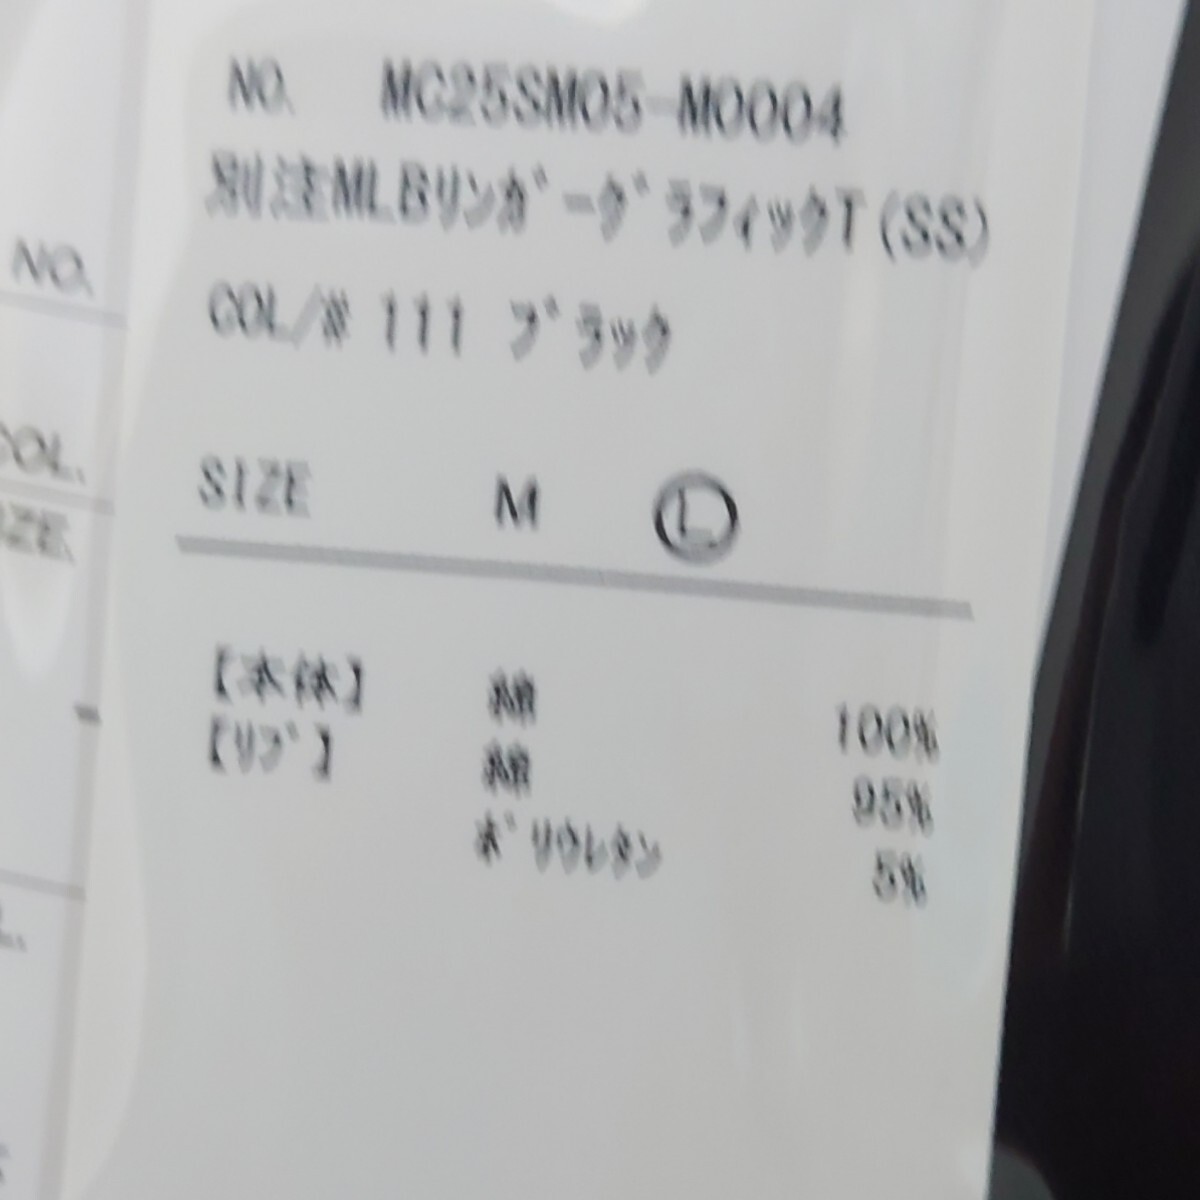 NO. MC25SM05-M0004
別注MLBﾘﾝｶﾞｰｸﾞﾗﾌｨｯｸT(SS)
COL/# 111 ﾌﾞﾗｯｸ
SIZE M L
【本体】 綿 100%
【ﾘﾌﾞ】 綿 95%
ﾎﾟﾘｳﾚﾀﾝ 5%
NO.
COL.